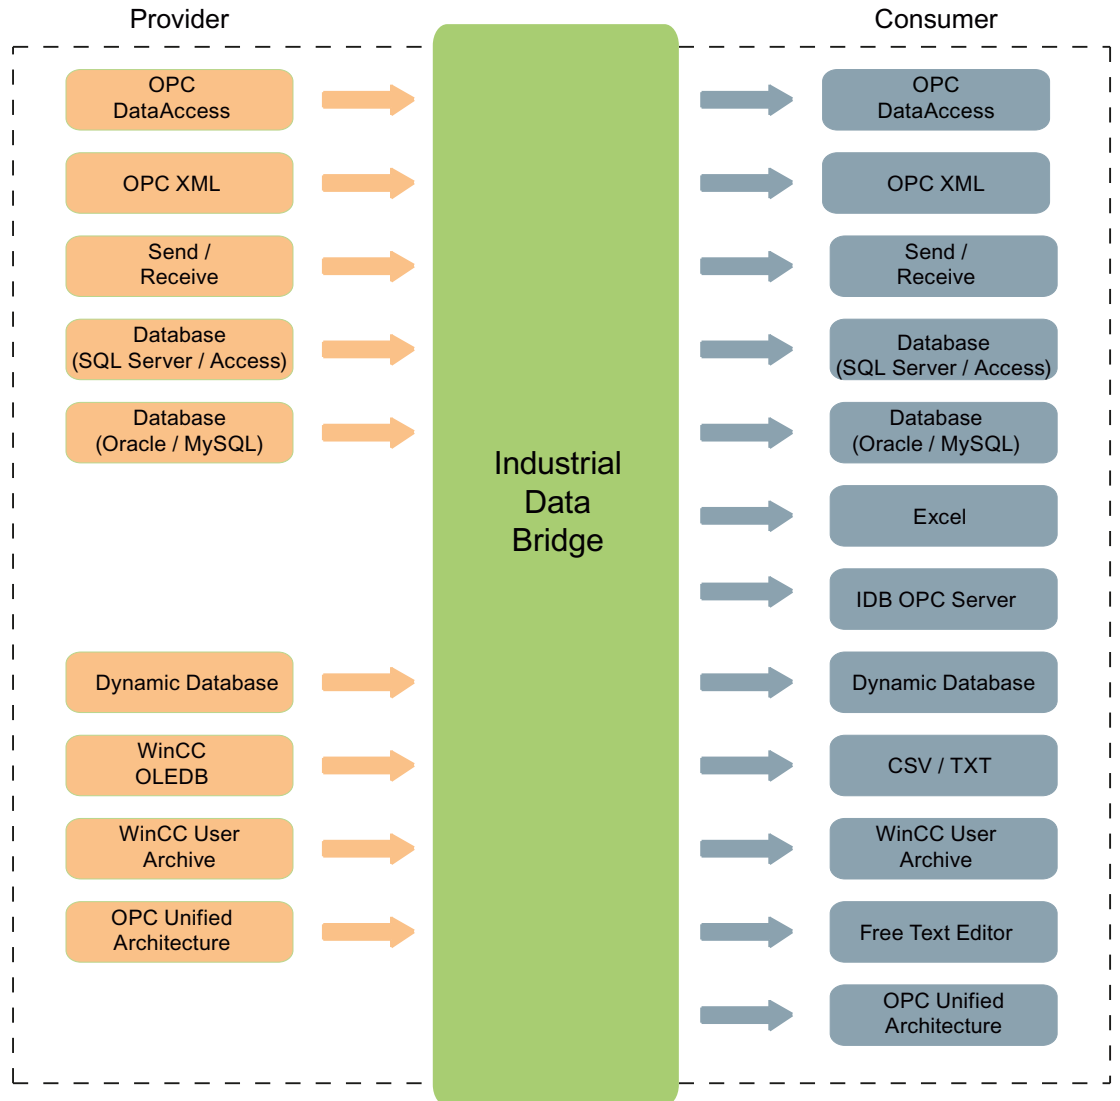 Provider
Consumer
OPC
DataAccess
OPC XML
Send /
Receive
Database
(SQL Server / Access)
Database
(Oracle / MySQL)
Dynamic Database
WinCC
OLEDB
WinCC User
Archive
OPC Unified
Architecture
Industrial
Data
Bridge
OPC
DataAccess
OPC XML
Send /
Receive
Database
(SQL Server / Access)
Database
(Oracle / MySQL)
Excel
IDB OPC Server
Dynamic Database
CSV / TXT
WinCC User
Archive
Free Text Editor
OPC Unified
Architecture